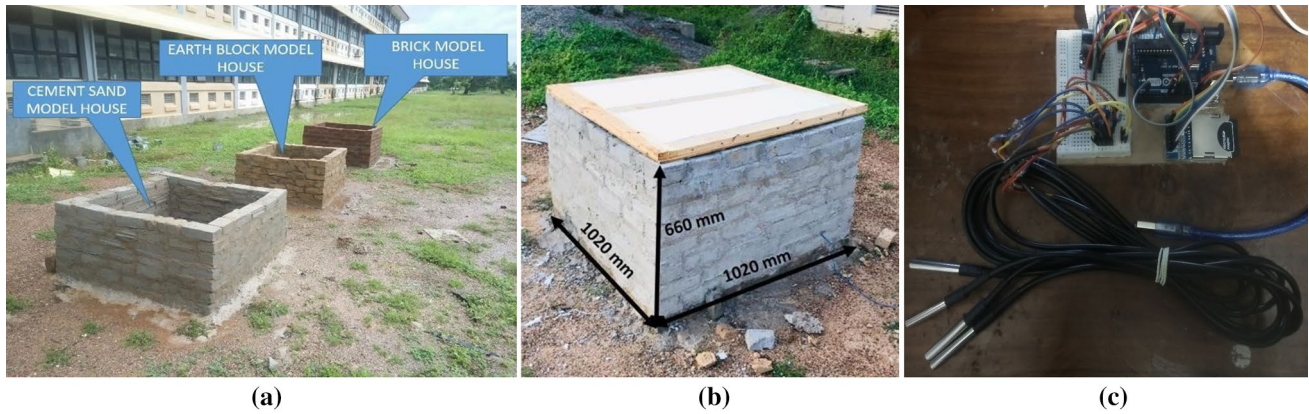 EARTH BLOCK MODEL
HOUSE
BRICK MODEL
HOUSE
CEMENT SAND
MODEL HOUSE
660 mm
1020 mm
1020 mm
(a)
(b)
(c)